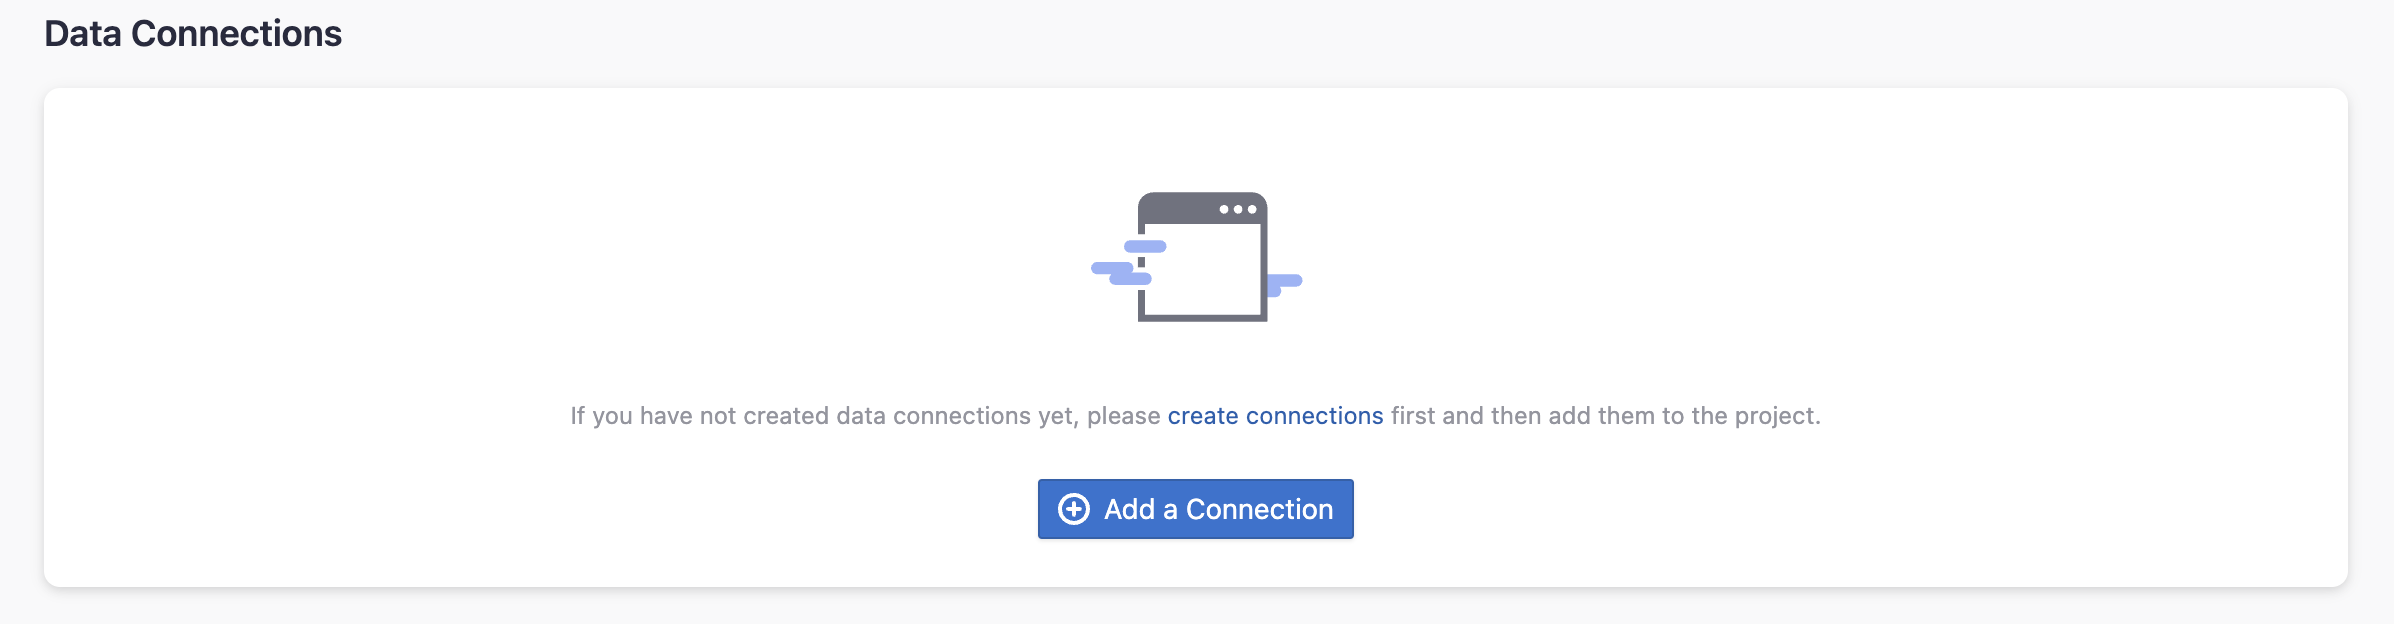 Data Connections
If you have not created data connections yet, please create connections first and then add them to the project.
Add a Connection